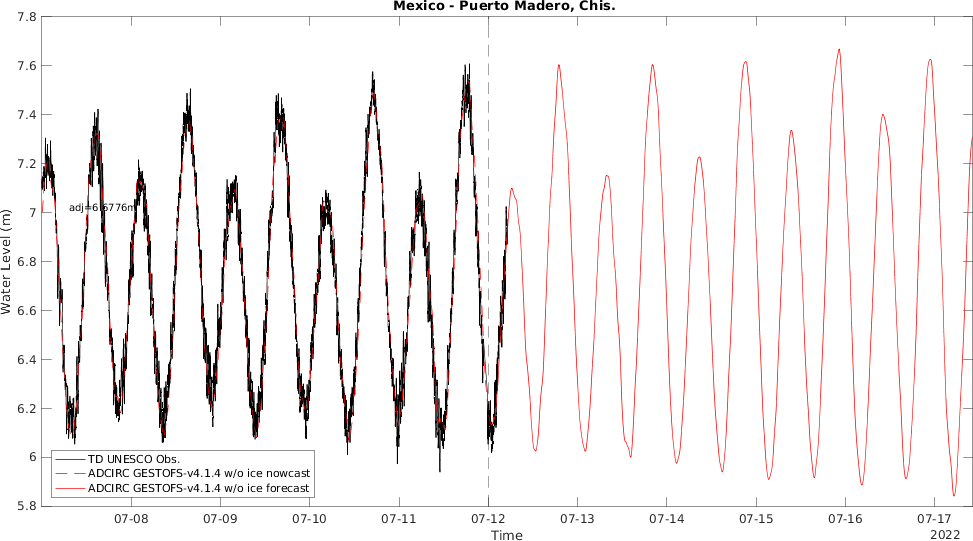 Mexico - Puerto Madero, Chis.
7.8
7.6
7.4
7.2
7
6.8
6.6
6.4
6.2
6
5.8
Water Level (m)
adj=6.6776m
TD UNESCO Obs.
ADCIRC GESTOFS-v4.1.4 w/o ice nowcast
ADCIRC GESTOFS-v4.1.4 w/o ice forecast
07-08 07-09 07-10 07-11 07-12 07-13 07-14 07-15 07-16 07-17
Time
2022